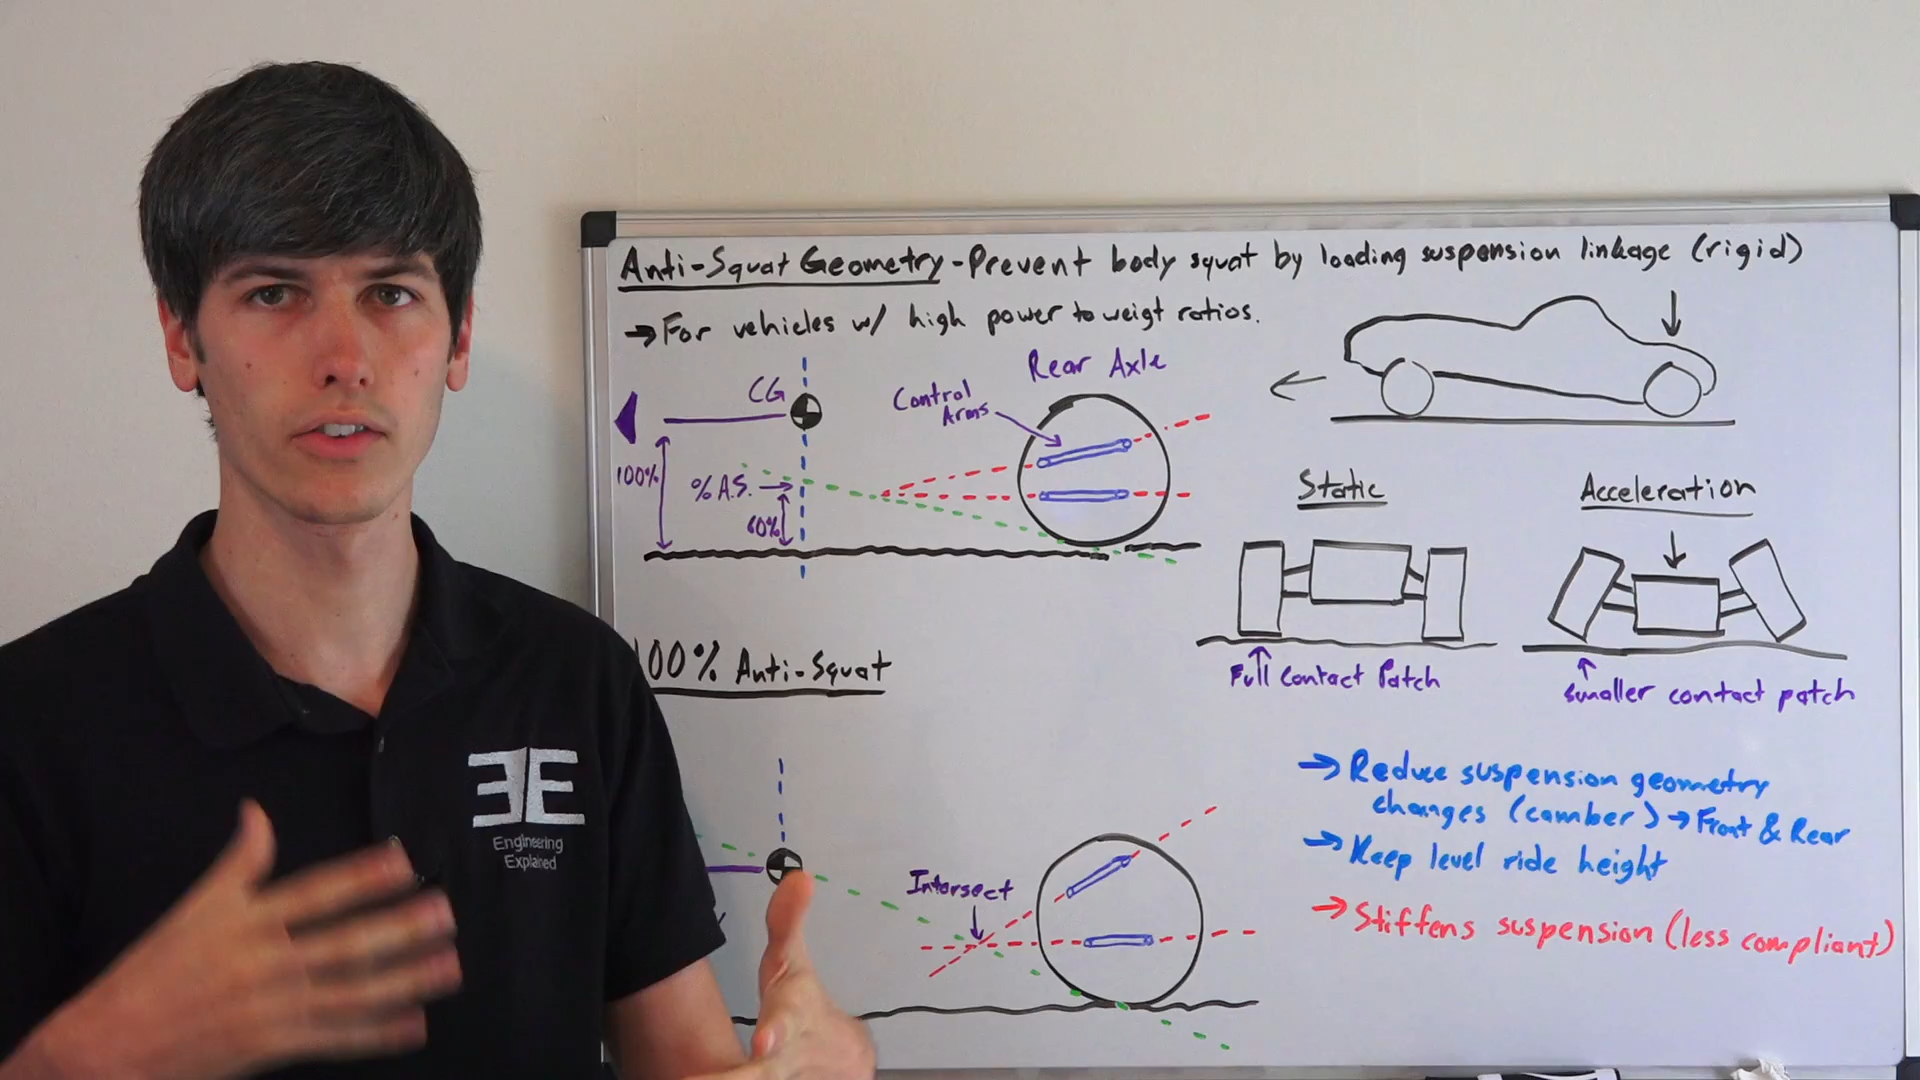 Anti-Squat Geometry - Prevent body squat by loading suspension linkage (rigid)
→ For vehicles w/ high power to weigt ratios.
Rear Axle
CG
Control
Arms
100%
% A.S. →
60%
Static
Acceleration
Full Contact Patch
smaller contact patch
100% Anti-Squat
Intersect
→ Reduce suspension geometry
changes (camber) → Front & Rear
→ Keep level ride height
→ Stiffens suspension (less compliant)
EE
Engineering
Explained